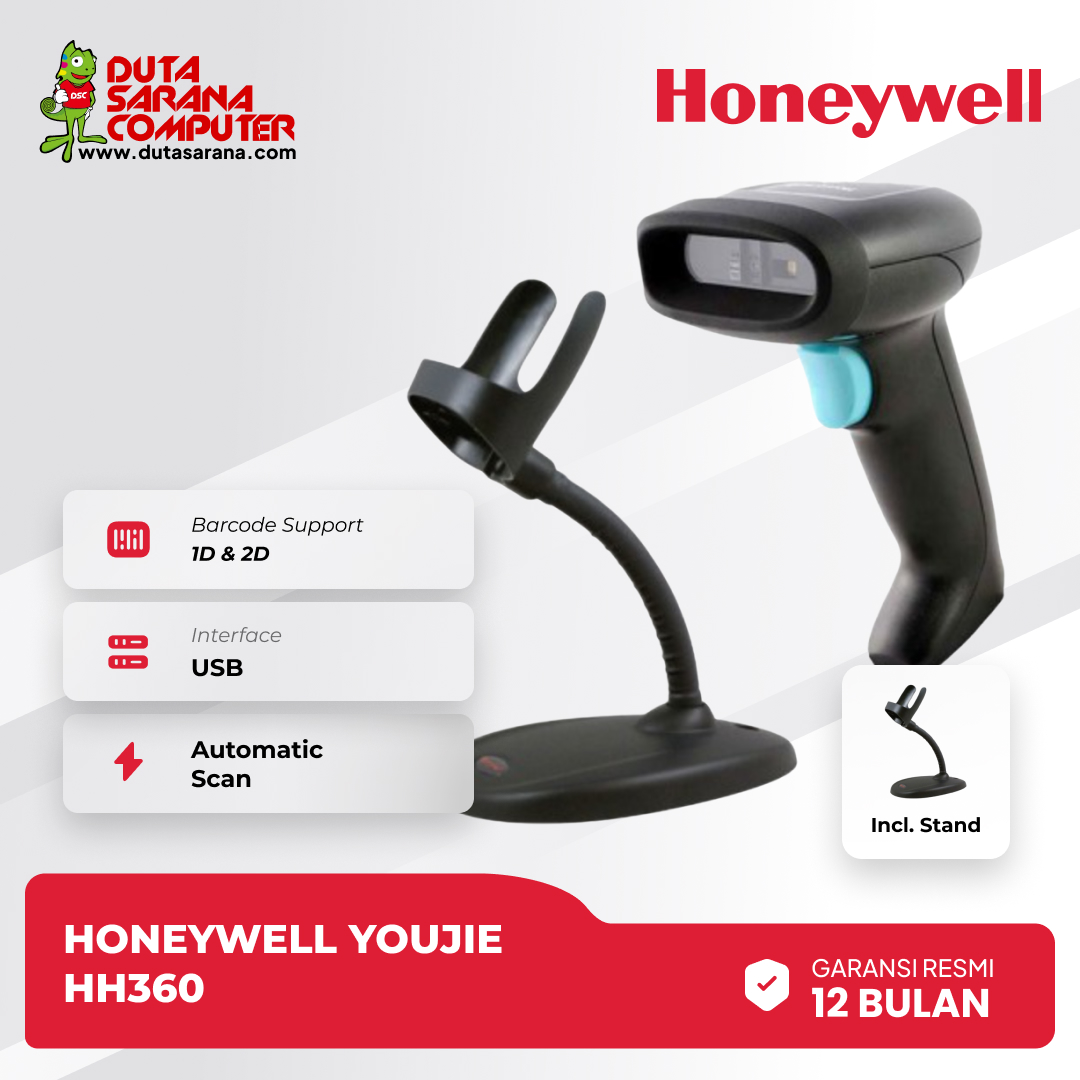 DUTA
SARANA
COMPUTER
DSC
www.dutasarana.com
Honeywell
Barcode Support
1D & 2D
Interface
USB
Automatic
Scan
Incl. Stand
HONEYWELL YOUJIE
HH360
GARANSI RESMI
12 BULAN